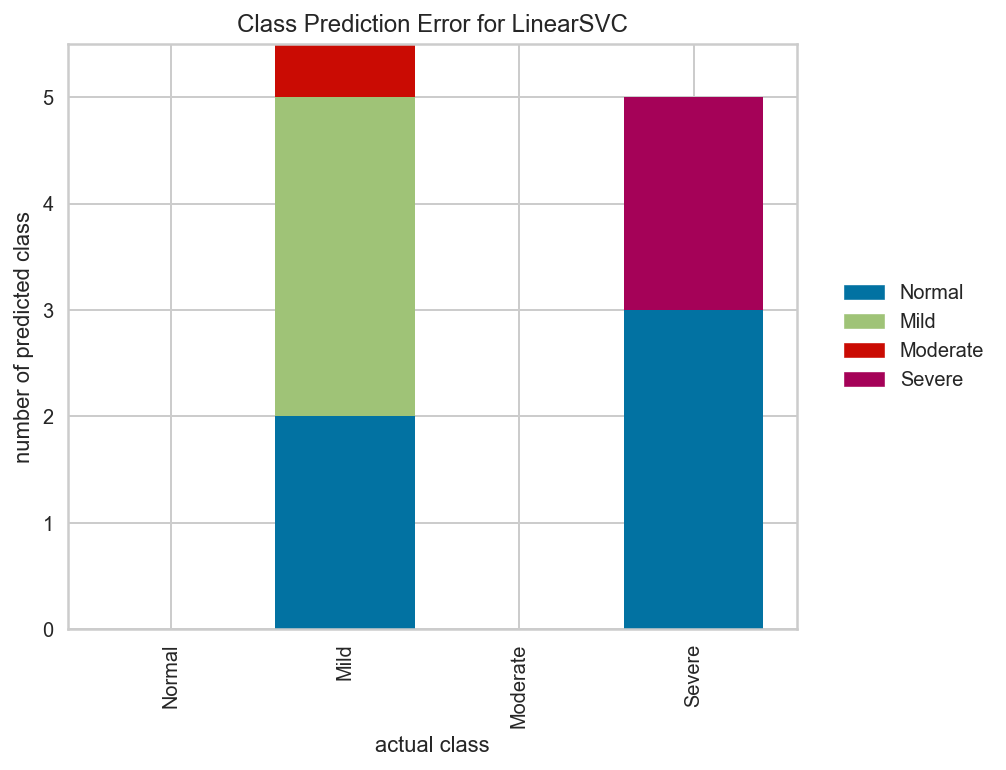 Class Prediction Error for LinearSVC
number of predicted class
5
4
3
2
1
0
Normal
Mild
Moderate
Severe
actual class
Normal
Mild
Moderate
Severe